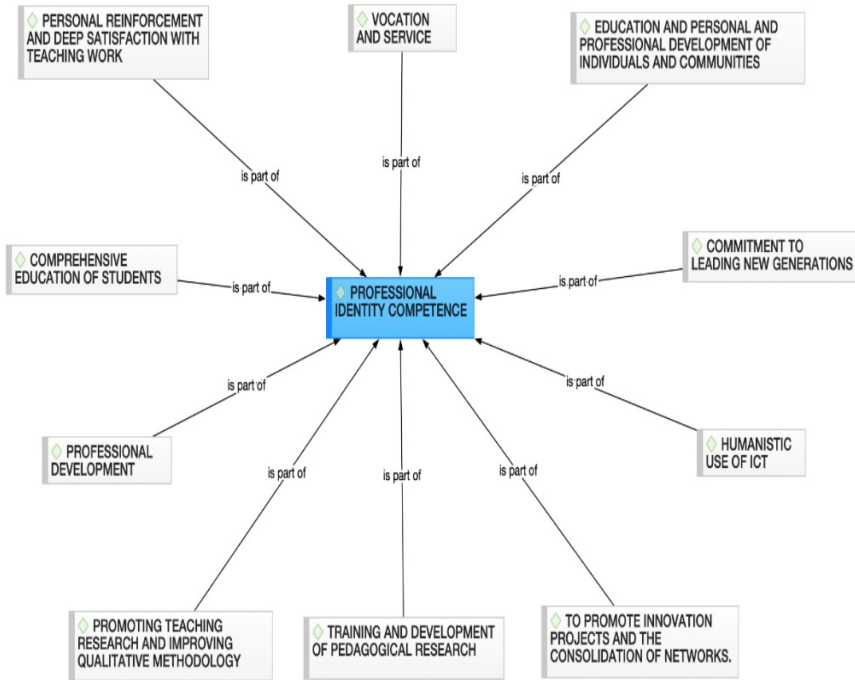 PERSONAL REINFORCEMENT
AND DEEP SATISFACTION WITH
TEACHING WORK
VOCATION
AND SERVICE
EDUCATION AND PERSONAL AND
PROFESSIONAL DEVELOPMENT OF
INDIVIDUALS AND COMMUNITIES
is part of
is part of
is part of
COMPREHENSIVE
EDUCATION OF STUDENTS
is part of
PROFESSIONAL
IDENTITY COMPETENCE
is part of
COMMITMENT TO
LEADING NEW GENERATIONS
is part of
is part of
PROFESSIONAL
DEVELOPMENT
HUMANISTIC
USE OF ICT
is part of
is part of
is part of
PROMOTING TEACHING
RESEARCH AND IMPROVING
QUALITATIVE METHODOLOGY
TRAINING AND DEVELOPMENT
OF PEDAGOGICAL RESEARCH
TO PROMOTE INNOVATION
PROJECTS AND THE
CONSOLIDATION OF NETWORKS.